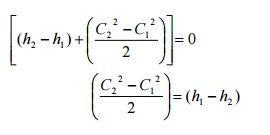 [(h₂ - h₁) + ((C₂² - C₁²)/2)] = 0
((C₂² - C₁²)/2) = (h₁ - h₂)